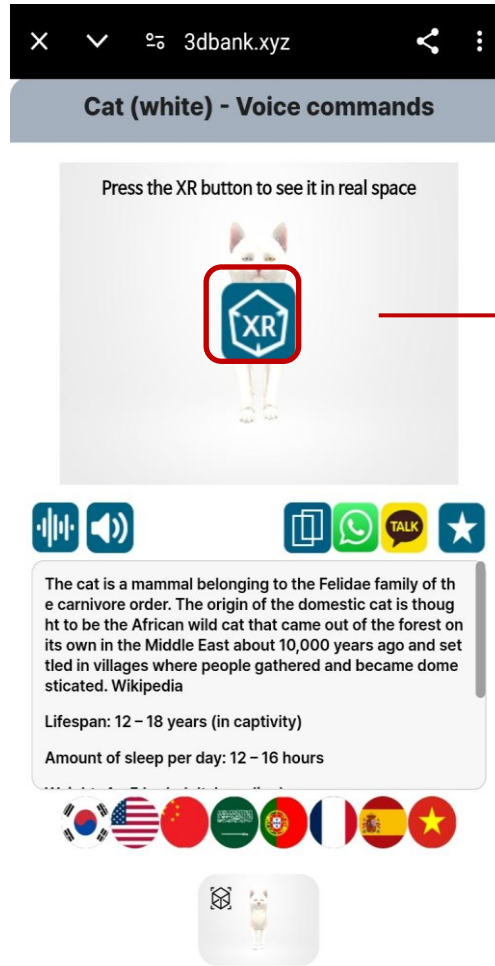 3dbank.xyz
Cat (white) - Voice commands
Press the XR button to see it in real space
XR
TALK
The cat is a mammal belonging to the Felidae family of th
e carnivore order. The origin of the domestic cat is thoug
ht to be the African wild cat that came out of the forest on
its own in the Middle East about 10,000 years ago and set
tled in villages where people gathered and became dome
sticated. Wikipedia
Lifespan: 12 – 18 years (in captivity)
Amount of sleep per day: 12 – 16 hours